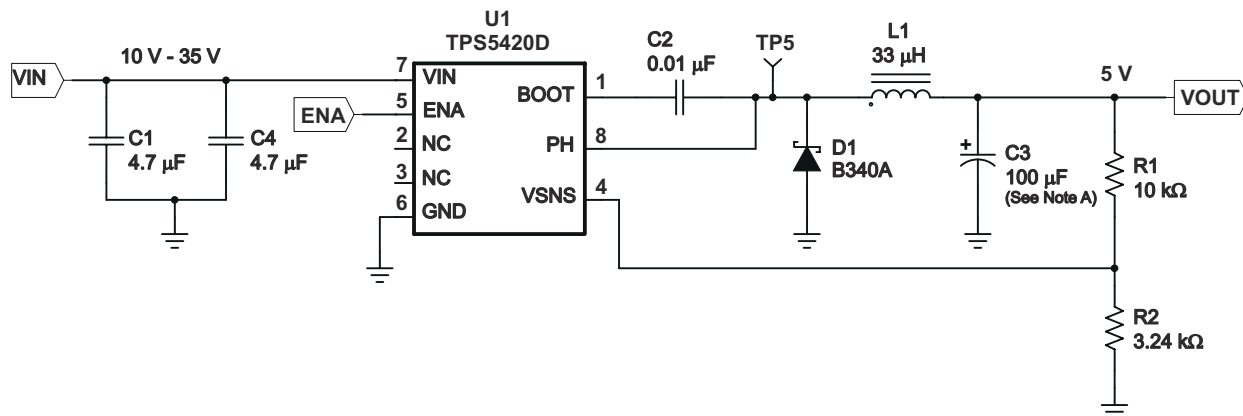 U1
TPS5420D
10 V - 35 V
VIN
7
VIN
5
ENA
ENA
2
NC
3
NC
6
GND
BOOT
1
PH
8
VSNS
4
C1
4.7 μF
C4
4.7 μF
C2
0.01 μF
TP5
L1
33 μH
D1
B340A
+
C3
100 μF
(See Note A)
5 V
VOUT
R1
10 kΩ
R2
3.24 kΩ